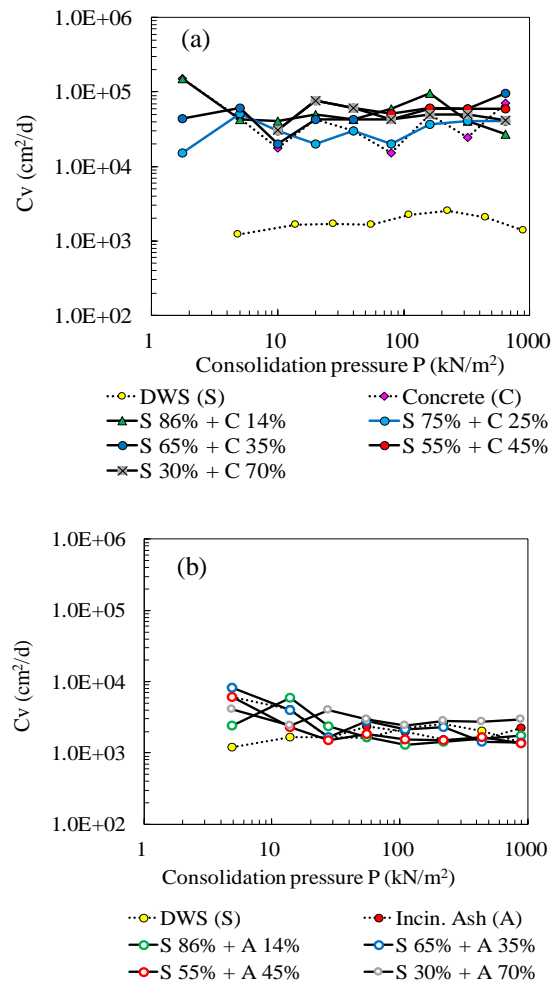 (a)
1.0E+06
1.0E+05
1.0E+04
1.0E+03
1.0E+02
Cv (cm²/d)
1 10 100 1000
Consolidation pressure P (kN/m²)
DWS (S) Concrete (C)
S 86% + C 14% S 75% + C 25%
S 65% + C 35% S 55% + C 45%
S 30% + C 70%
(b)
1.0E+06
1.0E+05
1.0E+04
1.0E+03
1.0E+02
Cv (cm²/d)
1 10 100 1000
Consolidation pressure P (kN/m²)
DWS (S) Incin. Ash (A)
S 86% + A 14% S 65% + A 35%
S 55% + A 45% S 30% + A 70%